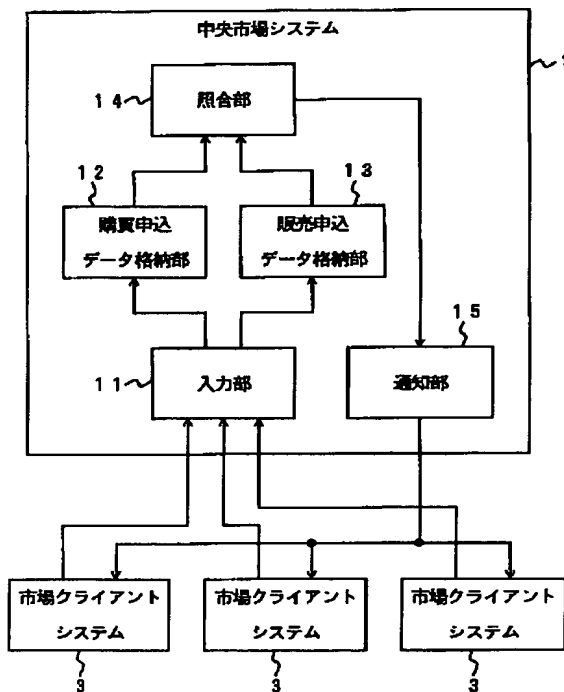 中央市場システム
14
照合部
12
13
購買申込
データ格納部
販売申込
データ格納部
15
11
入力部
通知部
市場クライアント
システム
市場クライアント
システム
市場クライアント
システム
3
3
3